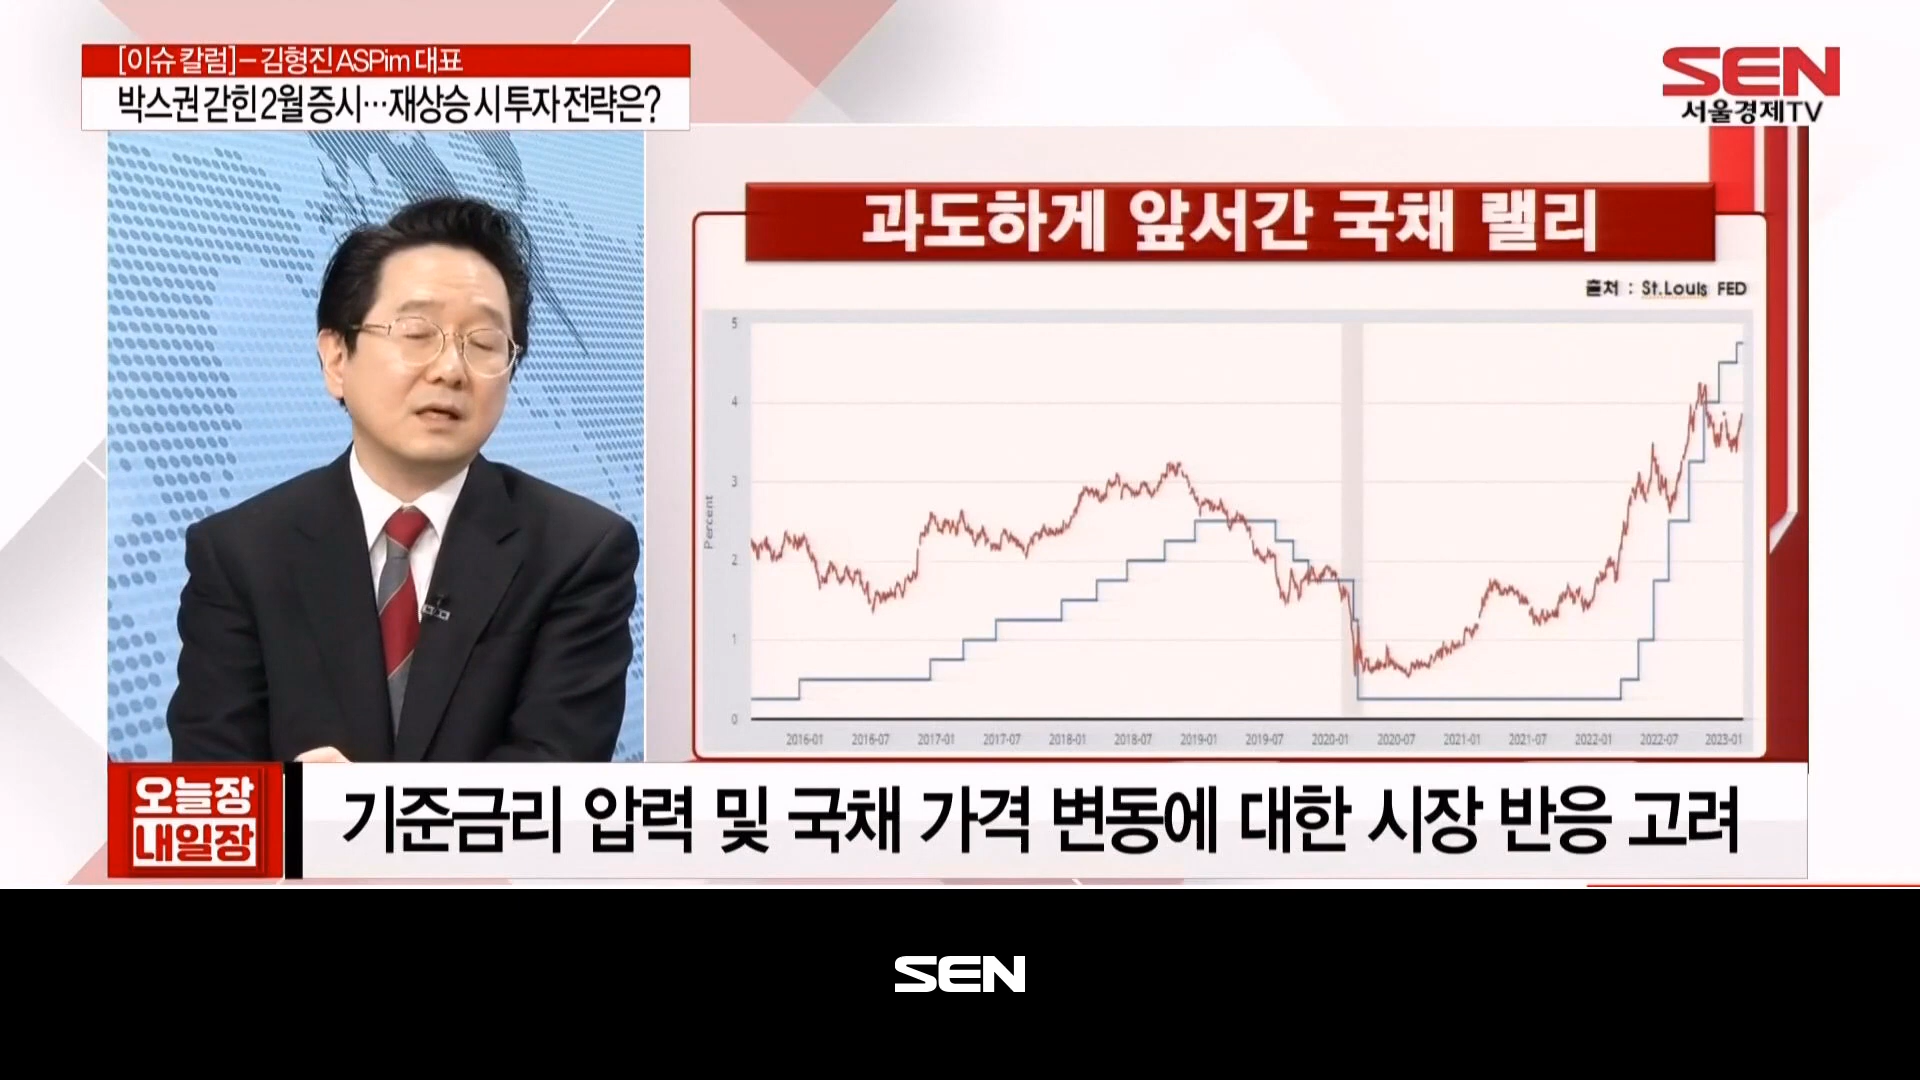 [이슈 칼럼] - 김형진 ASPim 대표
박스권 갇힌 2월 증시…재상승 시 투자 전략은?
SEN
서울경제TV
과도하게 앞서간 국채 랠리
출처 : St.Louis FED
Percent
5
4
3
2
1
0
2016-01 2016-07 2017-01 2017-07 2018-01 2018-07 2019-01 2019-07 2020-01 2020-07 2021-01 2021-07 2022-01 2022-07 2023-01
오늘장
내일장
기준금리 압력 및 국채 가격 변동에 대한 시장 반응 고려
SEN